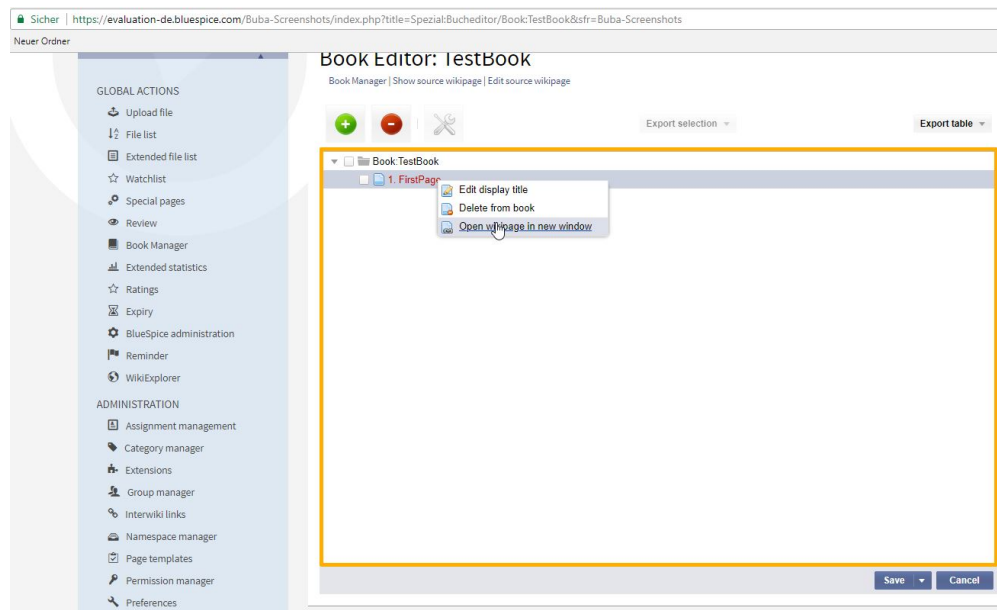 Sicher | https://evaluation-de.bluespice.com/Buba-Screenshots/index.php?title=Spezial:Bucheditor/Book:TestBook&sfr=Buba-Screenshots
Neuer Ordner
GLOBAL ACTIONS
Upload file
File list
Extended file list
Watchlist
Special pages
Review
Book Manager
Extended statistics
Ratings
Expiry
BlueSpice administration
Reminder
WikiExplorer
ADMINISTRATION
Assignment management
Category manager
Extensions
Group manager
Interwiki links
Namespace manager
Page templates
Permission manager
Preferences
Book Editor: TestBook
Book Manager | Show source wikipage | Edit source wikipage
Export selection
Export table
Book:TestBook
1. FirstPage
Edit display title
Delete from book
Open wikipage in new window
Save
Cancel